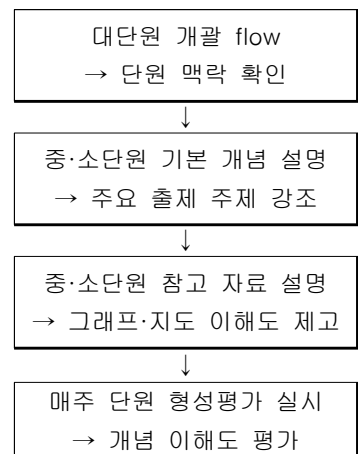 대단원 개괄 flow
→ 단원 맥락 확인
↓
중·소단원 기본 개념 설명
→ 주요 출제 주제 강조
↓
중·소단원 참고 자료 설명
→ 그래프·지도 이해도 제고
↓
매주 단원 형성평가 실시
→ 개념 이해도 평가